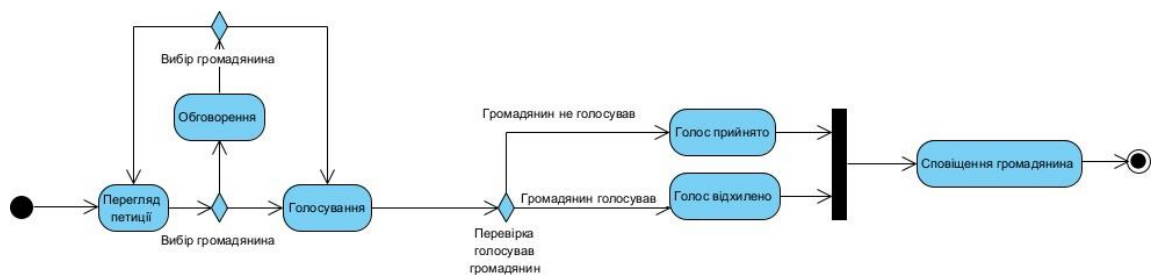 Вибір громадянина
Обговорення
Перегляд
петиції
Вибір громадянина
Голосування
Перевірка
голосував
громадянин
Громадянин не голосував
Голос прийнято
Громадянин голосував
Голос відхилено
Сповіщення громадянина